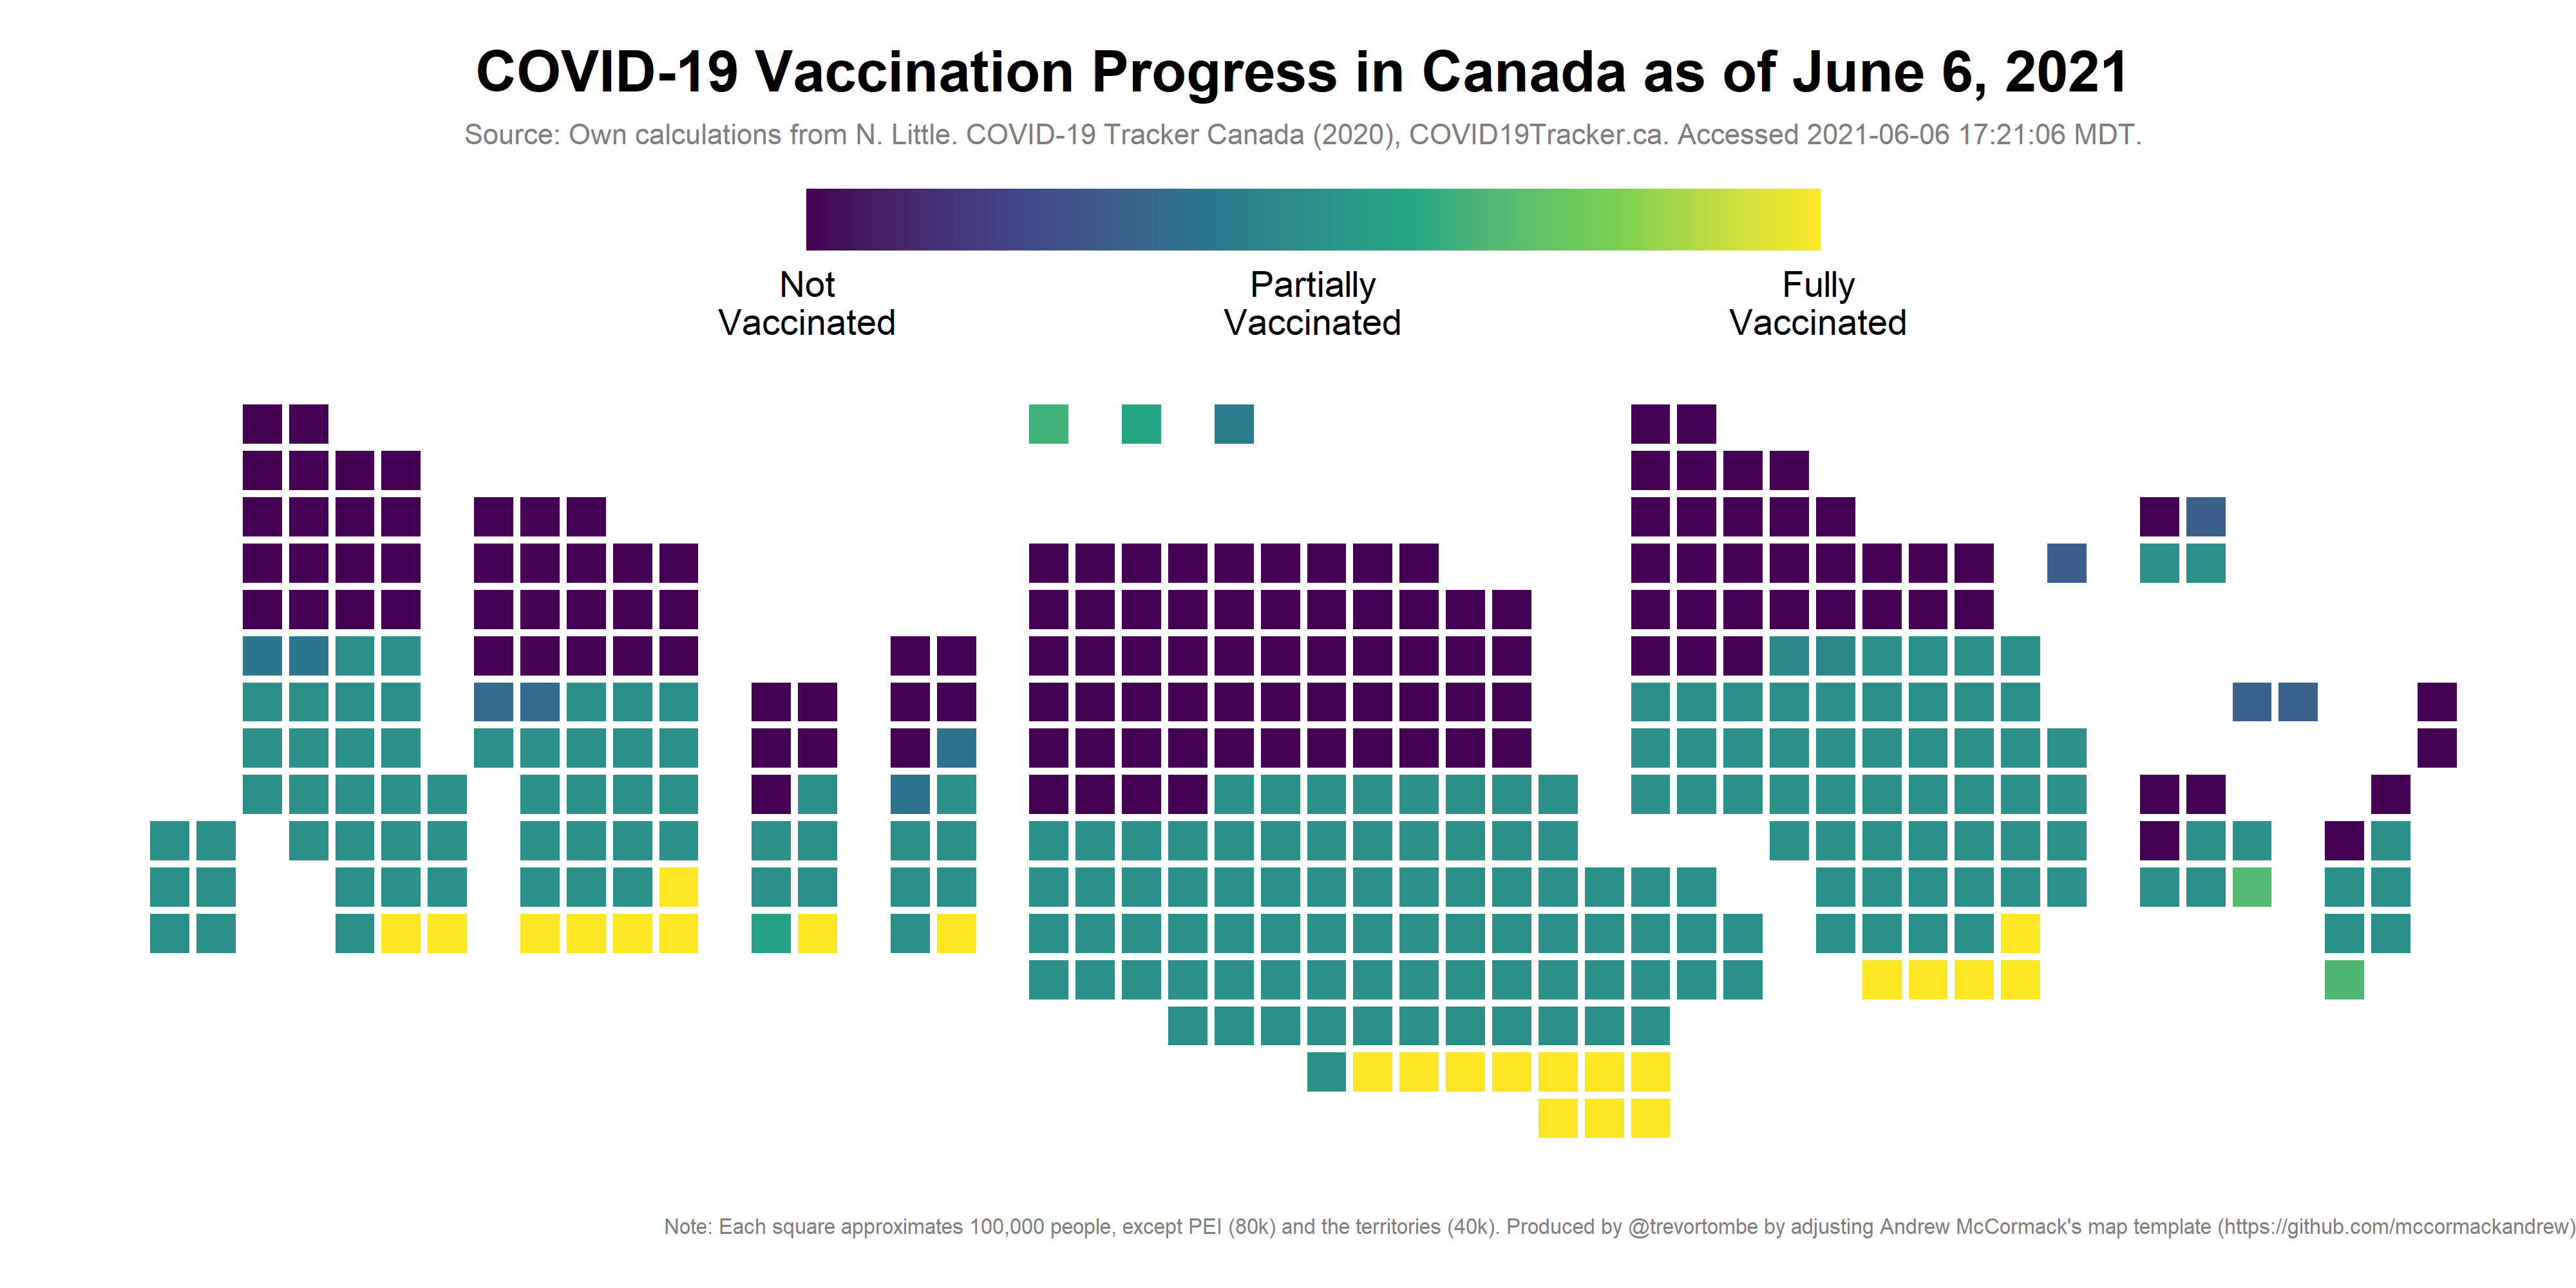 COVID-19 Vaccination Progress in Canada as of June 6, 2021
Source: Own calculations from N. Little. COVID-19 Tracker Canada (2020), COVID19Tracker.ca. Accessed 2021-06-06 17:21:06 MDT.
Not
Vaccinated
Partially
Vaccinated
Fully
Vaccinated
Note: Each square approximates 100,000 people, except PEI (80k) and the territories (40k). Produced by @trevortombe by adjusting Andrew McCormack's map template (https://github.com/mccormackandrew)